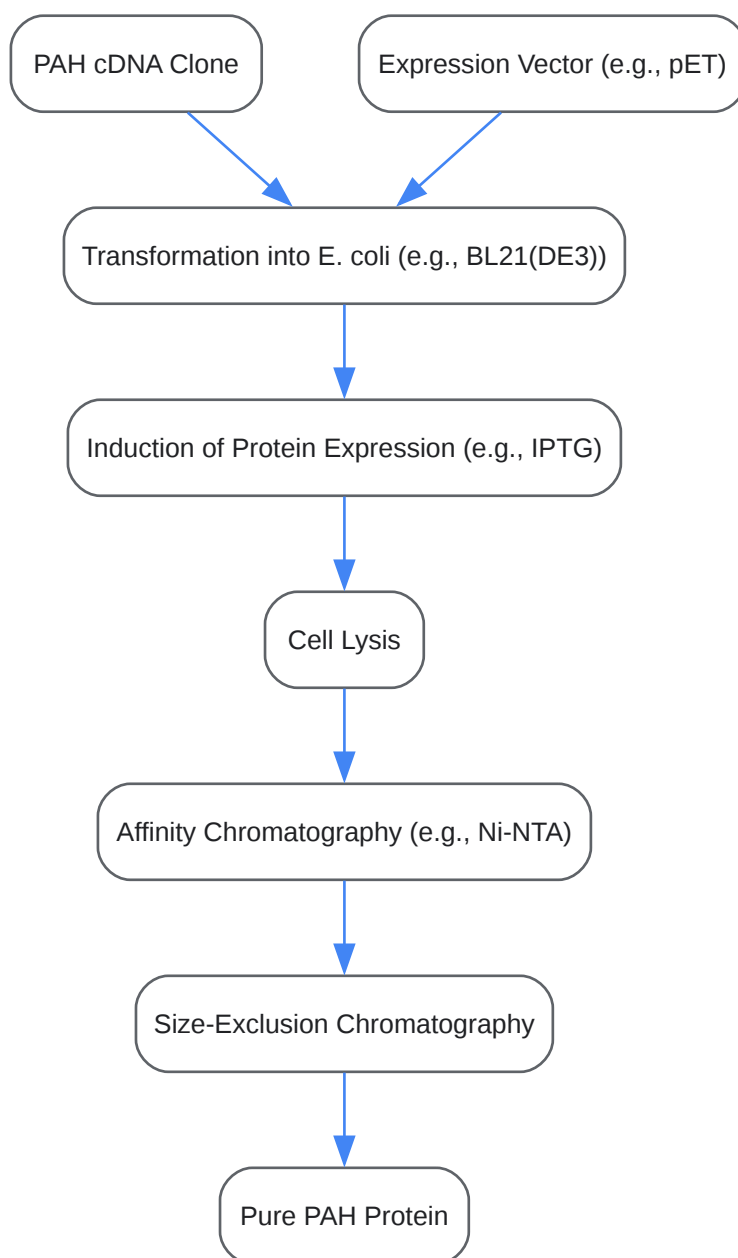 PAH cDNA Clone
Expression Vector (e.g., pET)
Transformation into E. coli (e.g., BL21(DE3))
Induction of Protein Expression (e.g., IPTG)
Cell Lysis
Affinity Chromatography (e.g., Ni-NTA)
Size-Exclusion Chromatography
Pure PAH Protein